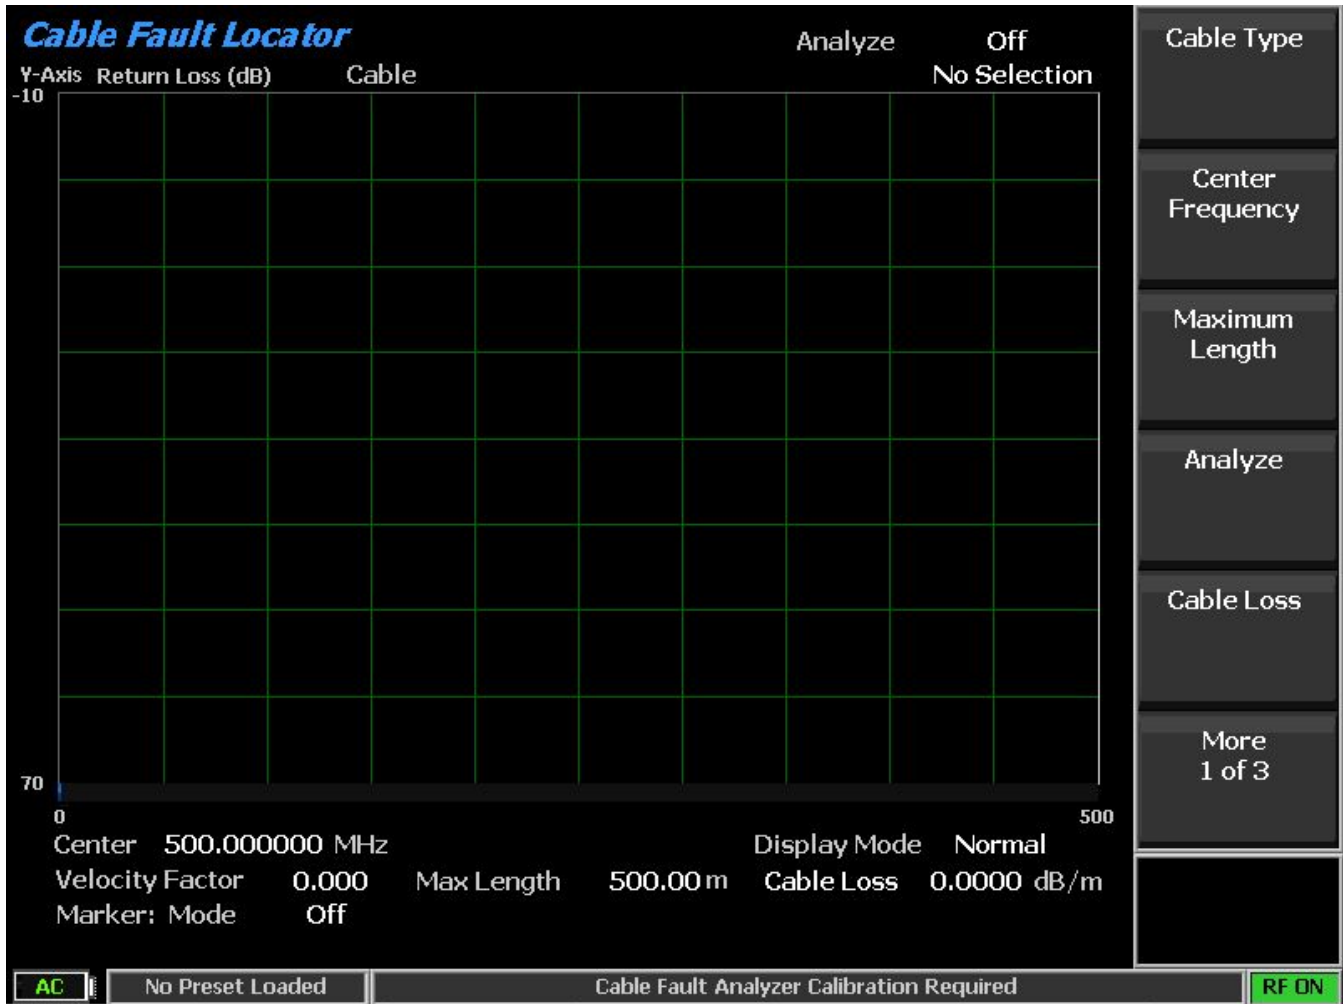 Cable Fault Locator
Analyze Off
Y-Axis Return Loss (dB) Cable No Selection
-10
70
0 500
Center 500.000000 MHz Display Mode Normal
Velocity Factor 0.000 Max Length 500.00 m Cable Loss 0.0000 dB/m
Marker: Mode Off
Cable Type
Center
Frequency
Maximum
Length
Analyze
Cable Loss
More
1 of 3
AC No Preset Loaded Cable Fault Analyzer Calibration Required RF ON